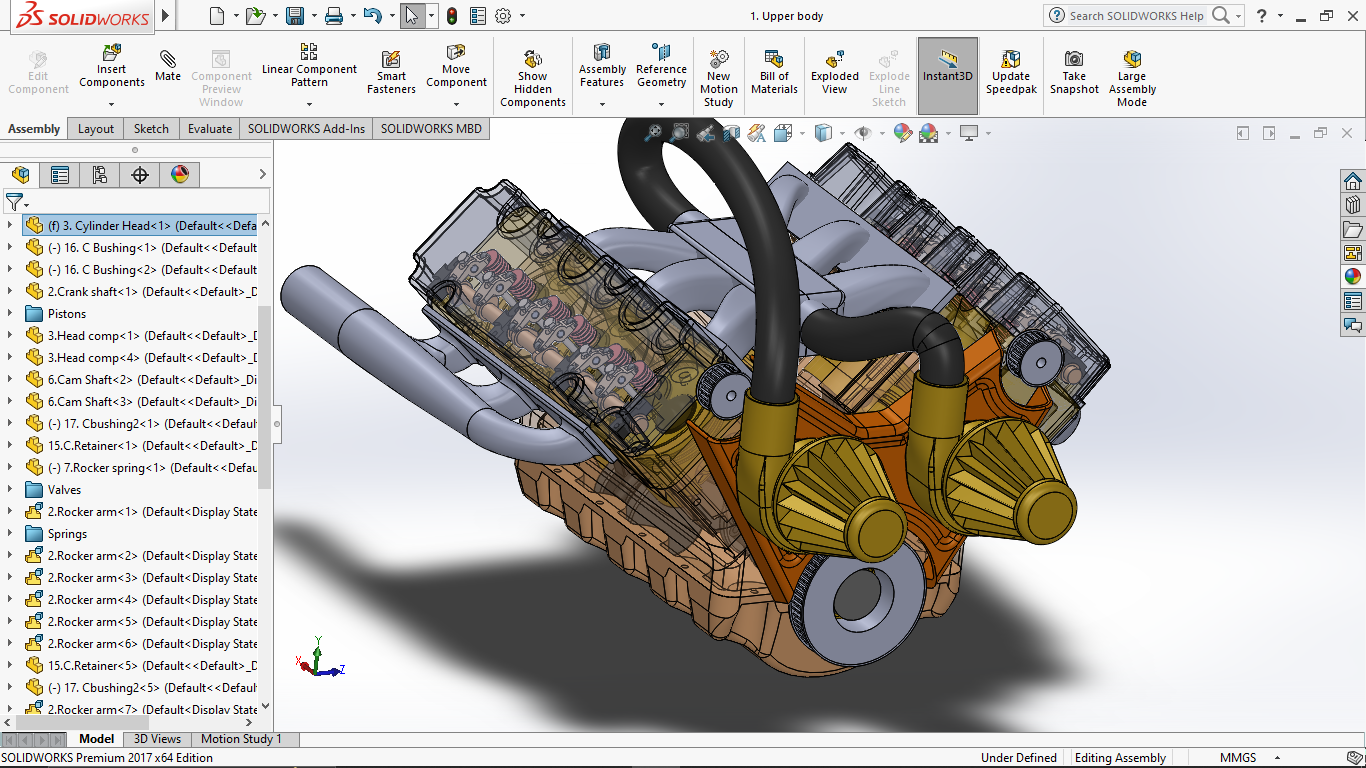 SOLIDWORKS
1. Upper body
Search SOLIDWORKS Help
?
Edit Component
Insert Components
Mate
Component Preview Window
Linear Component Pattern
Smart Fasteners
Move Component
Show Hidden Components
Assembly Features
Reference Geometry
New Motion Study
Bill of Materials
Exploded View
Explode Line Sketch
Instant3D
Update Speedpak
Take Snapshot
Large Assembly Mode
Assembly Layout Sketch Evaluate SOLIDWORKS Add-Ins SOLIDWORKS MBD
(f) 3. Cylinder Head<1> (Default<<Defa
(-) 16. C Bushing<1> (Default<<Default
(-) 16. C Bushing<2> (Default<<Default
2.Crank shaft<1> (Default<<Default>_D
Pistons
3.Head comp<1> (Default<<Default>_D
3.Head comp<4> (Default<<Default>_D
6.Cam Shaft<2> (Default<<Default>_Di
6.Cam Shaft<3> (Default<<Default>_Di
(-) 17. Cbushing2<1> (Default<<Defaul
15.C.Retainer<1> (Default<<Default>_D
(-) 7.Rocker spring<1> (Default<<Defau
Valves
2.Rocker arm<1> (Default<Display State
Springs
2.Rocker arm<2> (Default<Display State
2.Rocker arm<3> (Default<Display State
2.Rocker arm<4> (Default<Display State
2.Rocker arm<5> (Default<Display State
2.Rocker arm<6> (Default<Display State
15.C.Retainer<5> (Default<<Default>_D
(-) 17. Cbushing2<5> (Default<<Defaul
2.Rocker arm<7> (Default<Display State
Y
X
Z
Model 3D Views Motion Study 1
SOLIDWORKS Premium 2017 x64 Edition
Under Defined Editing Assembly MMGS